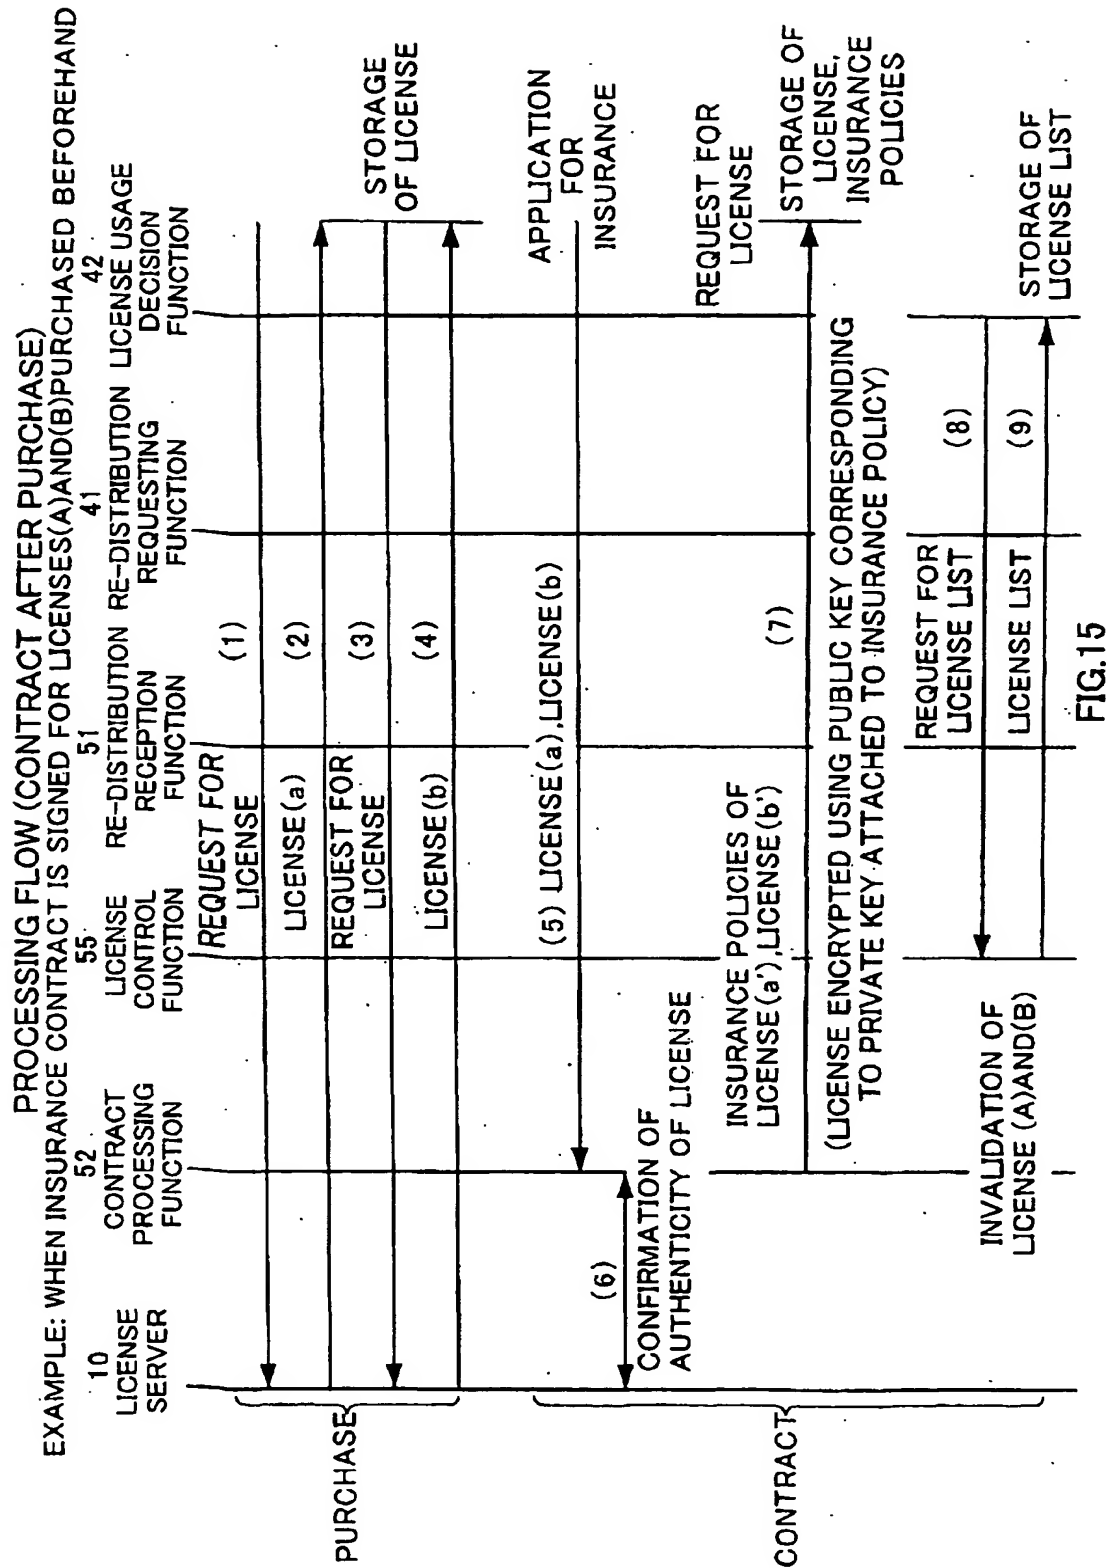 PROCESSING FLOW (CONTRACT AFTER PURCHASE)
EXAMPLE: WHEN INSURANCE CONTRACT IS SIGNED FOR LICENSES(A)AND(B)PURCHASED BEFOREHAND
10
LICENSE
SERVER
52
CONTRACT
PROCESSING
FUNCTION
55
LICENSE
CONTROL
FUNCTION
51
RE-DISTRIBUTION
RECEPTION
FUNCTION
41
RE-DISTRIBUTION
REQUESTING
FUNCTION
42
LICENSE USAGE
DECISION
FUNCTION
PURCHASE
REQUEST FOR
LICENSE
(1)
LICENSE(a)
(2)
REQUEST FOR
LICENSE
(3)
LICENSE(b)
(4)
STORAGE
OF LICENSE
CONTRACT
(5) LICENSE(a),LICENSE(b)
APPLICATION
FOR
INSURANCE
(6)
CONFIRMATION OF
AUTHENTICITY OF LICENSE
REQUEST FOR
LICENSE
INSURANCE POLICIES OF
LICENSE(a'),LICENSE(b')
(7)
STORAGE OF
LICENSE,
INSURANCE
POLICIES
(LICENSE ENCRYPTED USING PUBLIC KEY CORRESPONDING
TO PRIVATE KEY ATTACHED TO INSURANCE POLICY)
REQUEST FOR
LICENSE LIST
(8)
INVALIDATION OF
LICENSE (A)AND(B)
LICENSE LIST
(9)
STORAGE OF
LICENSE LIST
FIG.15